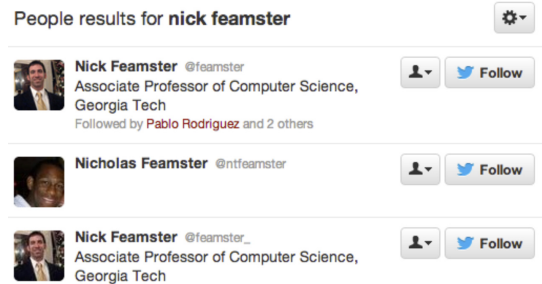 People results for nick feamster
Nick Feamster @feamster
Follow
Associate Professor of Computer Science,
Georgia Tech
Followed by Pablo Rodriguez and 2 others
Nicholas Feamster @ntfeamster
Follow
Nick Feamster @feamster_
Follow
Associate Professor of Computer Science,
Georgia Tech